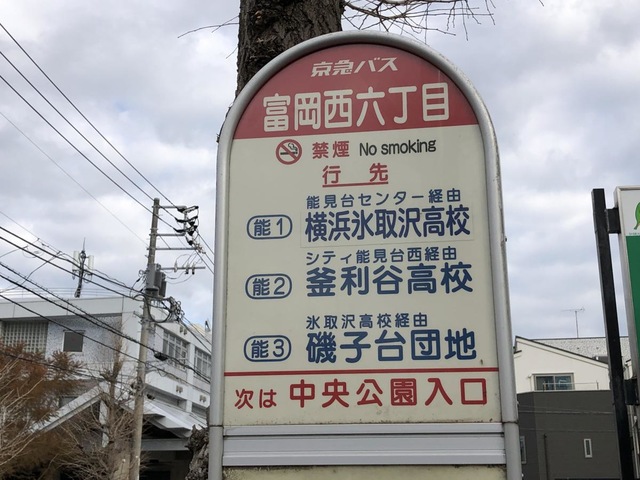 京急バス
富岡西六丁目
禁煙 No smoking
行先
能見台センター経由
能1 横浜氷取沢高校
シティ能見台西経由
能2 釜利谷高校
氷取沢高校経由
能3 磯子台団地
次は 中央公園入口